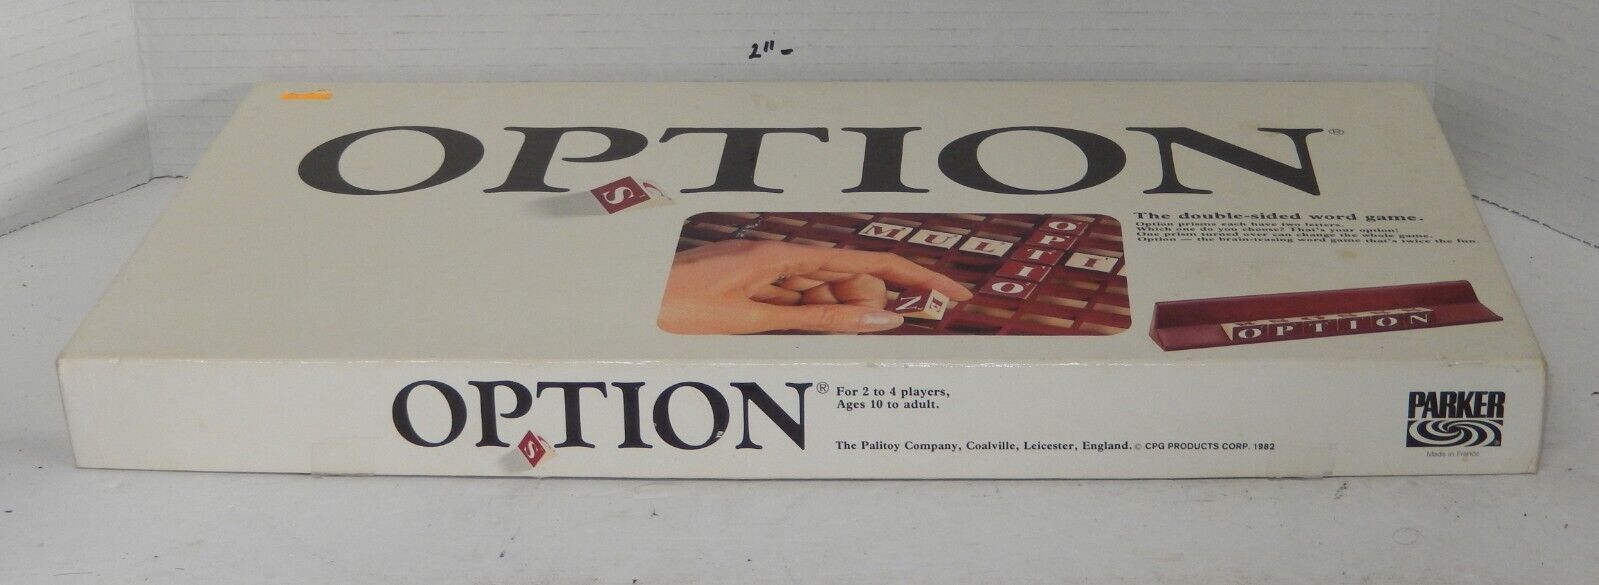 2" -
OPTION®
S
The double-sided word game.
Option prisms each have two letters.
Which one do you choose? That's your option!
One prism turned over can change the whole game.
Option — the brain-teasing word game that's twice the fun.
MULTI
OPTIO
N E
OPTION
OPTION®
S
For 2 to 4 players,
Ages 10 to adult.
The Palitoy Company, Coalville, Leicester, England. © CPG PRODUCTS CORP. 1982
PARKER
Made in France